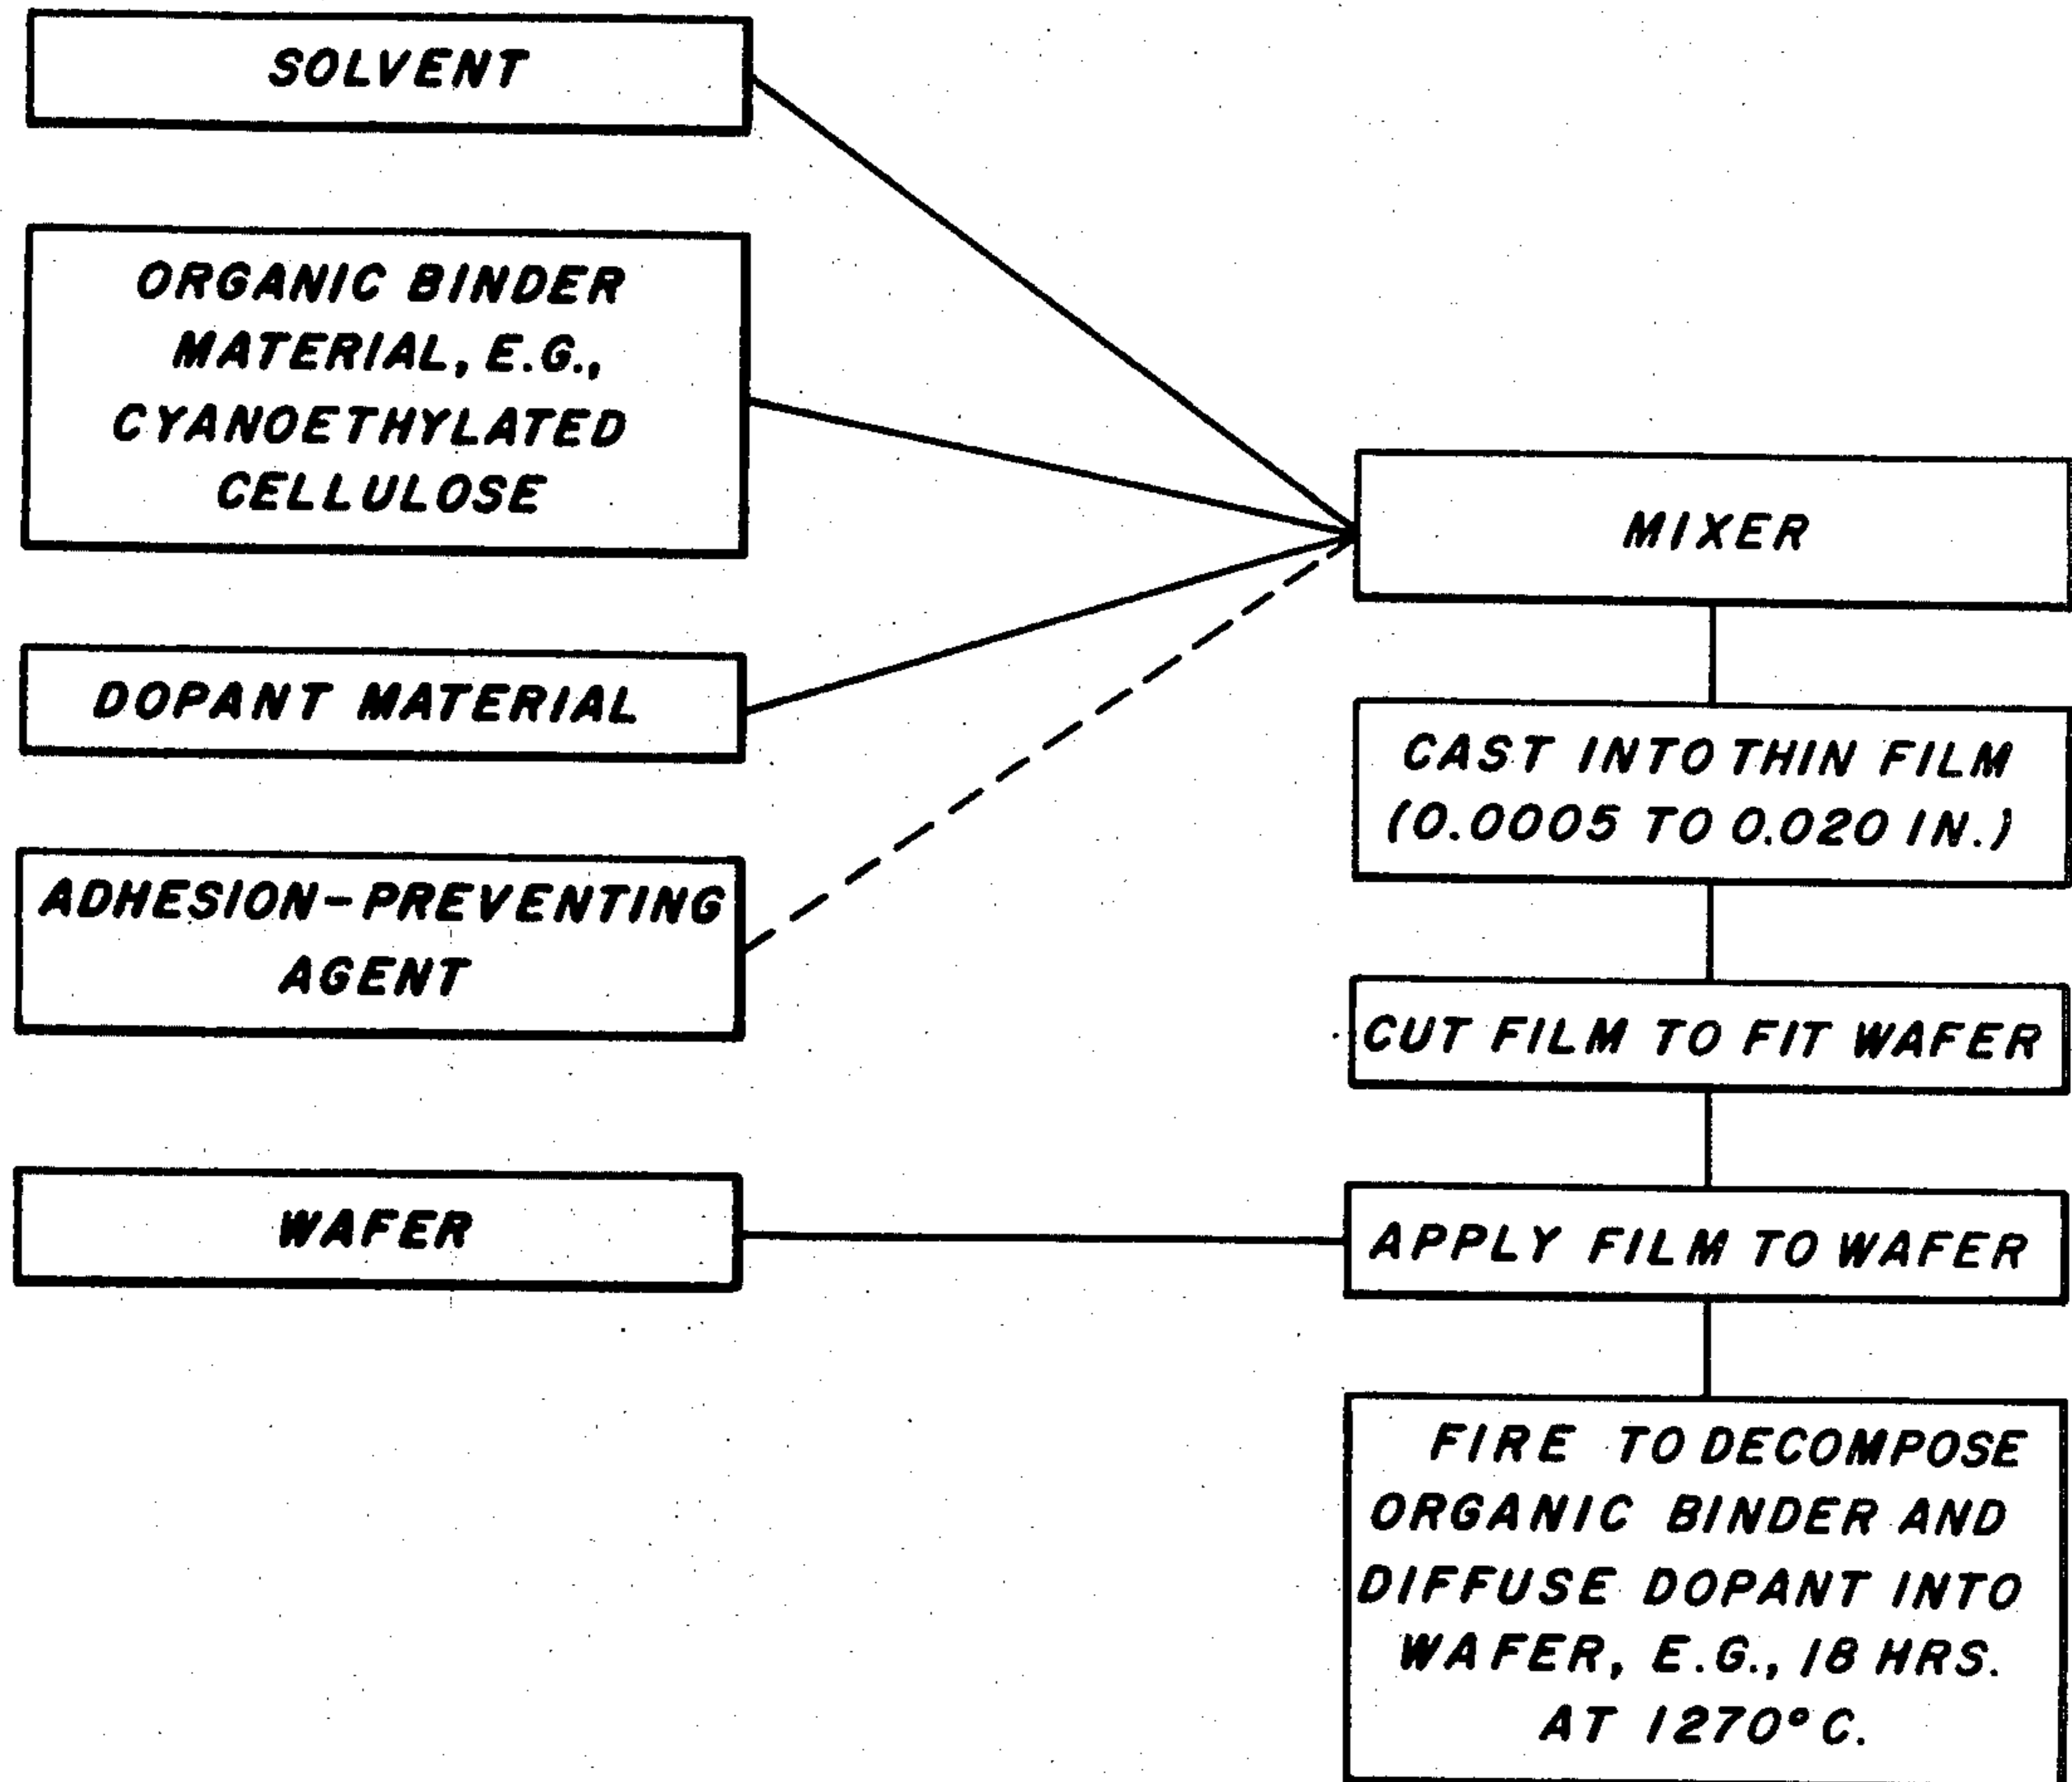 SOLVENT
ORGANIC BINDER
MATERIAL, E.G.,
CYANOETHYLATED
CELLULOSE
DOPANT MATERIAL
ADHESION-PREVENTING
AGENT
WAFER
MIXER
CAST INTO THIN FILM
(0.0005 TO 0.020 IN.)
CUT FILM TO FIT WAFER
APPLY FILM TO WAFER
FIRE TO DECOMPOSE
ORGANIC BINDER AND
DIFFUSE DOPANT INTO
WAFER, E.G., 18 HRS.
AT 1270°C.